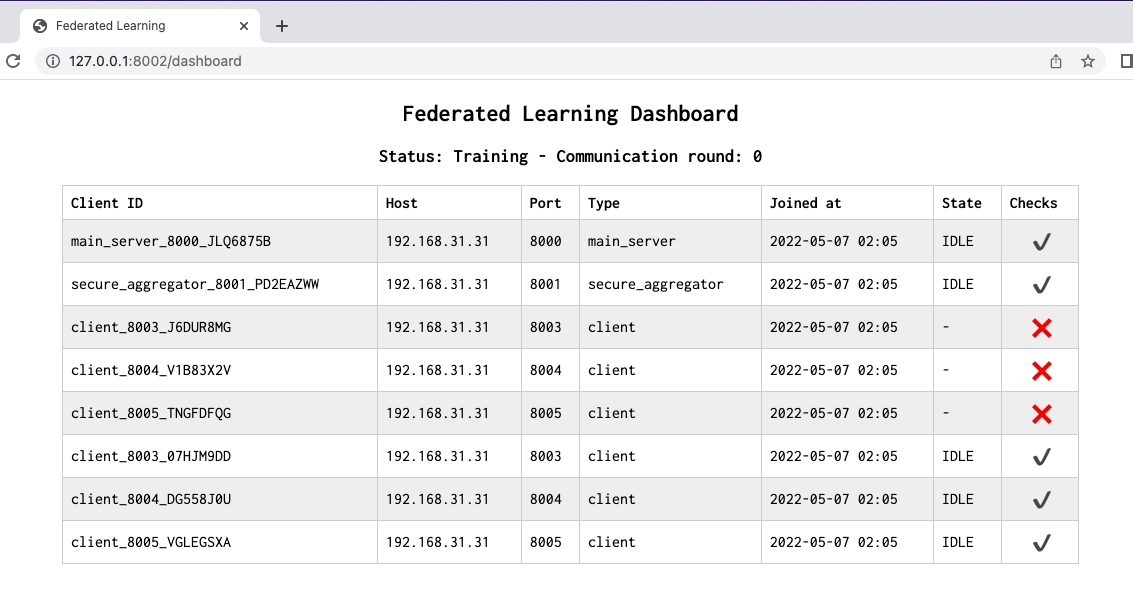 Federated Learning
127.0.0.1:8002/dashboard
Federated Learning Dashboard
Status: Training - Communication round: 0
Client ID Host Port Type Joined at State Checks
main_server_8000_JLQ6875B 192.168.31.31 8000 main_server 2022-05-07 02:05 IDLE ✔
secure_aggregator_8001_PD2EAZWW 192.168.31.31 8001 secure_aggregator 2022-05-07 02:05 IDLE ✔
client_8003_J6DUR8MG 192.168.31.31 8003 client 2022-05-07 02:05 - ❌
client_8004_V1B83X2V 192.168.31.31 8004 client 2022-05-07 02:05 - ❌
client_8005_TNGFDFQG 192.168.31.31 8005 client 2022-05-07 02:05 - ❌
client_8003_07HJM9DD 192.168.31.31 8003 client 2022-05-07 02:05 IDLE ✔
client_8004_DG558J0U 192.168.31.31 8004 client 2022-05-07 02:05 IDLE ✔
client_8005_VGLEGSXA 192.168.31.31 8005 client 2022-05-07 02:05 IDLE ✔